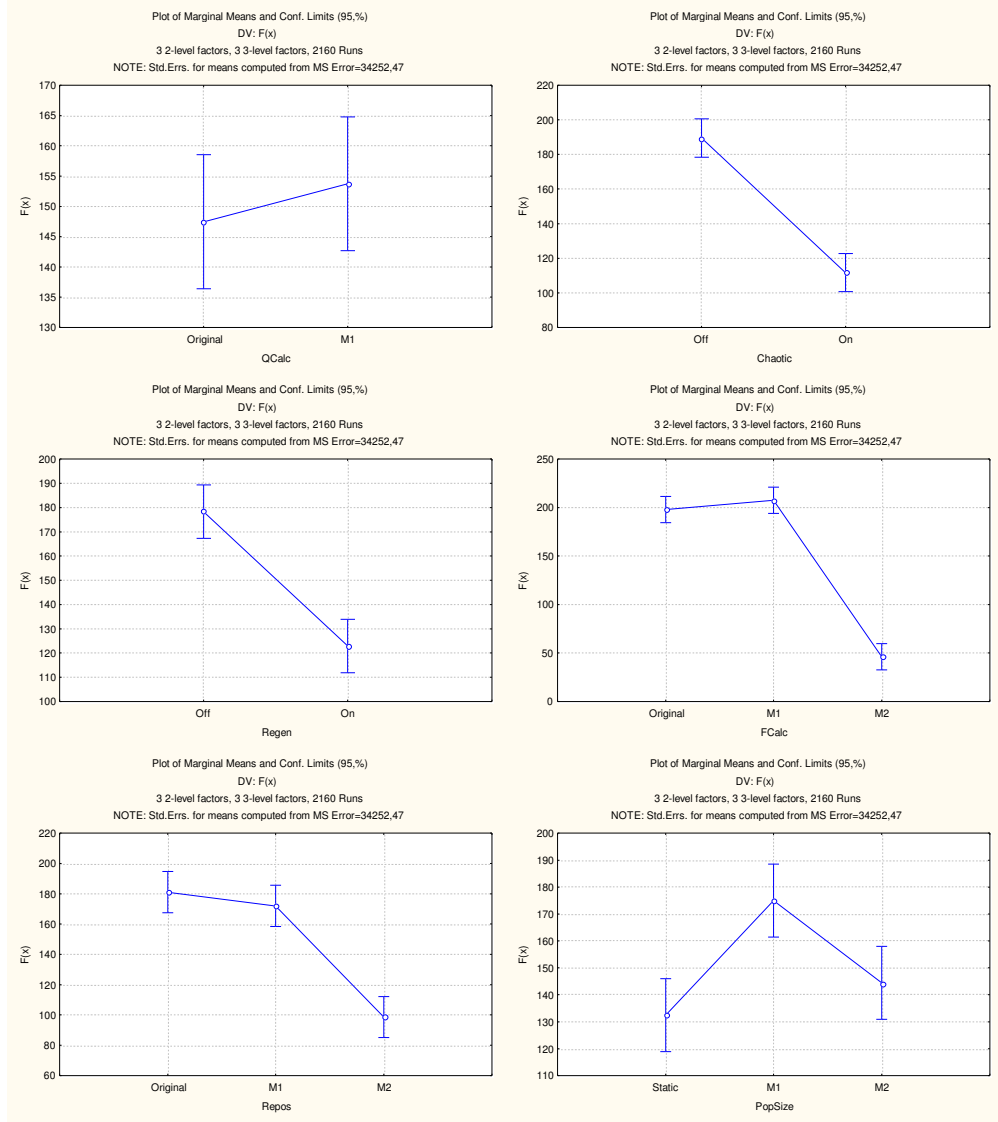 Plot of Marginal Means and Conf. Limits (95,%)
DV: F(x)
3 2-level factors, 3 3-level factors, 2160 Runs
NOTE: Std.Errs. for means computed from MS Error=34252,47
170
165
160
155
150
145
140
135
130
F(x)
Original M1
QCalc
Plot of Marginal Means and Conf. Limits (95,%)
DV: F(x)
3 2-level factors, 3 3-level factors, 2160 Runs
NOTE: Std.Errs. for means computed from MS Error=34252,47
220
200
180
160
140
120
100
80
F(x)
Off On
Chaotic
Plot of Marginal Means and Conf. Limits (95,%)
DV: F(x)
3 2-level factors, 3 3-level factors, 2160 Runs
NOTE: Std.Errs. for means computed from MS Error=34252,47
200
190
180
170
160
150
140
130
120
110
100
F(x)
Off On
Regen
Plot of Marginal Means and Conf. Limits (95,%)
DV: F(x)
3 2-level factors, 3 3-level factors, 2160 Runs
NOTE: Std.Errs. for means computed from MS Error=34252,47
250
200
150
100
50
0
F(x)
Original M1 M2
FCalc
Plot of Marginal Means and Conf. Limits (95,%)
DV: F(x)
3 2-level factors, 3 3-level factors, 2160 Runs
NOTE: Std.Errs. for means computed from MS Error=34252,47
220
200
180
160
140
120
100
80
60
F(x)
Original M1 M2
Repos
Plot of Marginal Means and Conf. Limits (95,%)
DV: F(x)
3 2-level factors, 3 3-level factors, 2160 Runs
NOTE: Std.Errs. for means computed from MS Error=34252,47
200
190
180
170
160
150
140
130
120
110
F(x)
Static M1 M2
PopSize